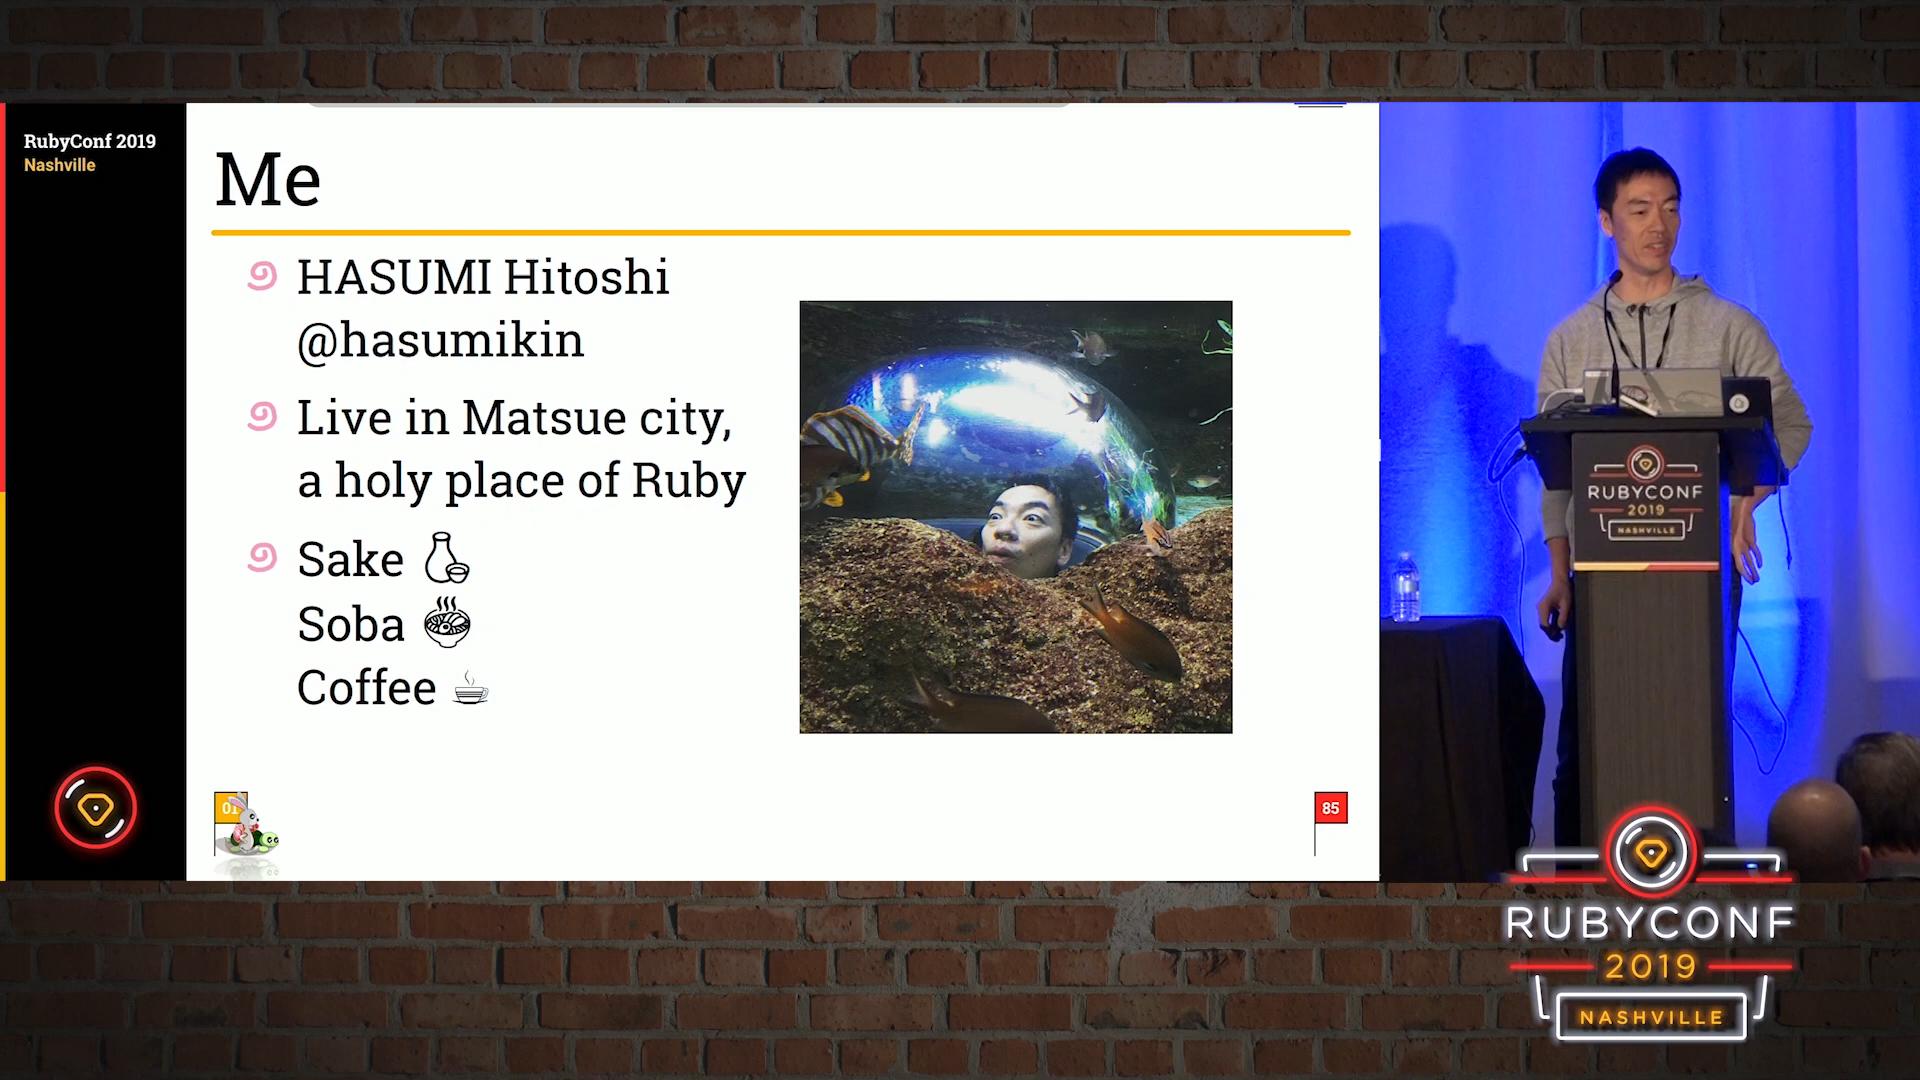 RubyConf 2019
Nashville
Me
HASUMI Hitoshi
@hasumikin
Live in Matsue city,
a holy place of Ruby
Sake
Soba
Coffee
01
85
RUBYCONF
2019
NASHVILLE
RUBYCONF
2019
NASHVILLE